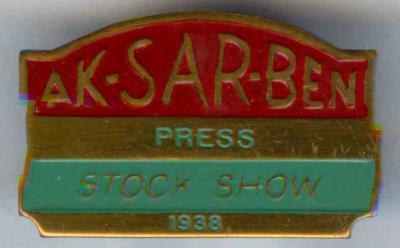 AK-SAR-BEN
PRESS
STOCK SHOW
1938